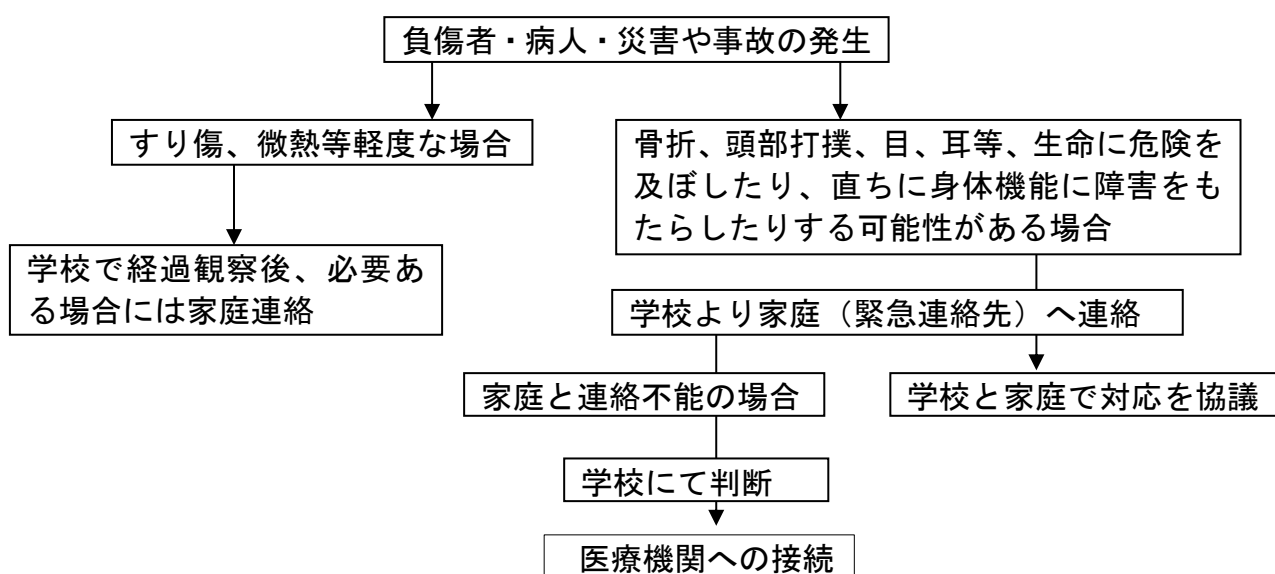 負傷者・病人・災害や事故の発生
すり傷、微熱等軽度な場合
骨折、頭部打撲、目、耳等、生命に危険を
及ぼしたり、直ちに身体機能に障害をも
たらしたりする可能性がある場合
学校で経過観察後、必要あ
る場合には家庭連絡
学校より家庭（緊急連絡先）へ連絡
家庭と連絡不能の場合
学校と家庭で対応を協議
学校にて判断
医療機関への接続